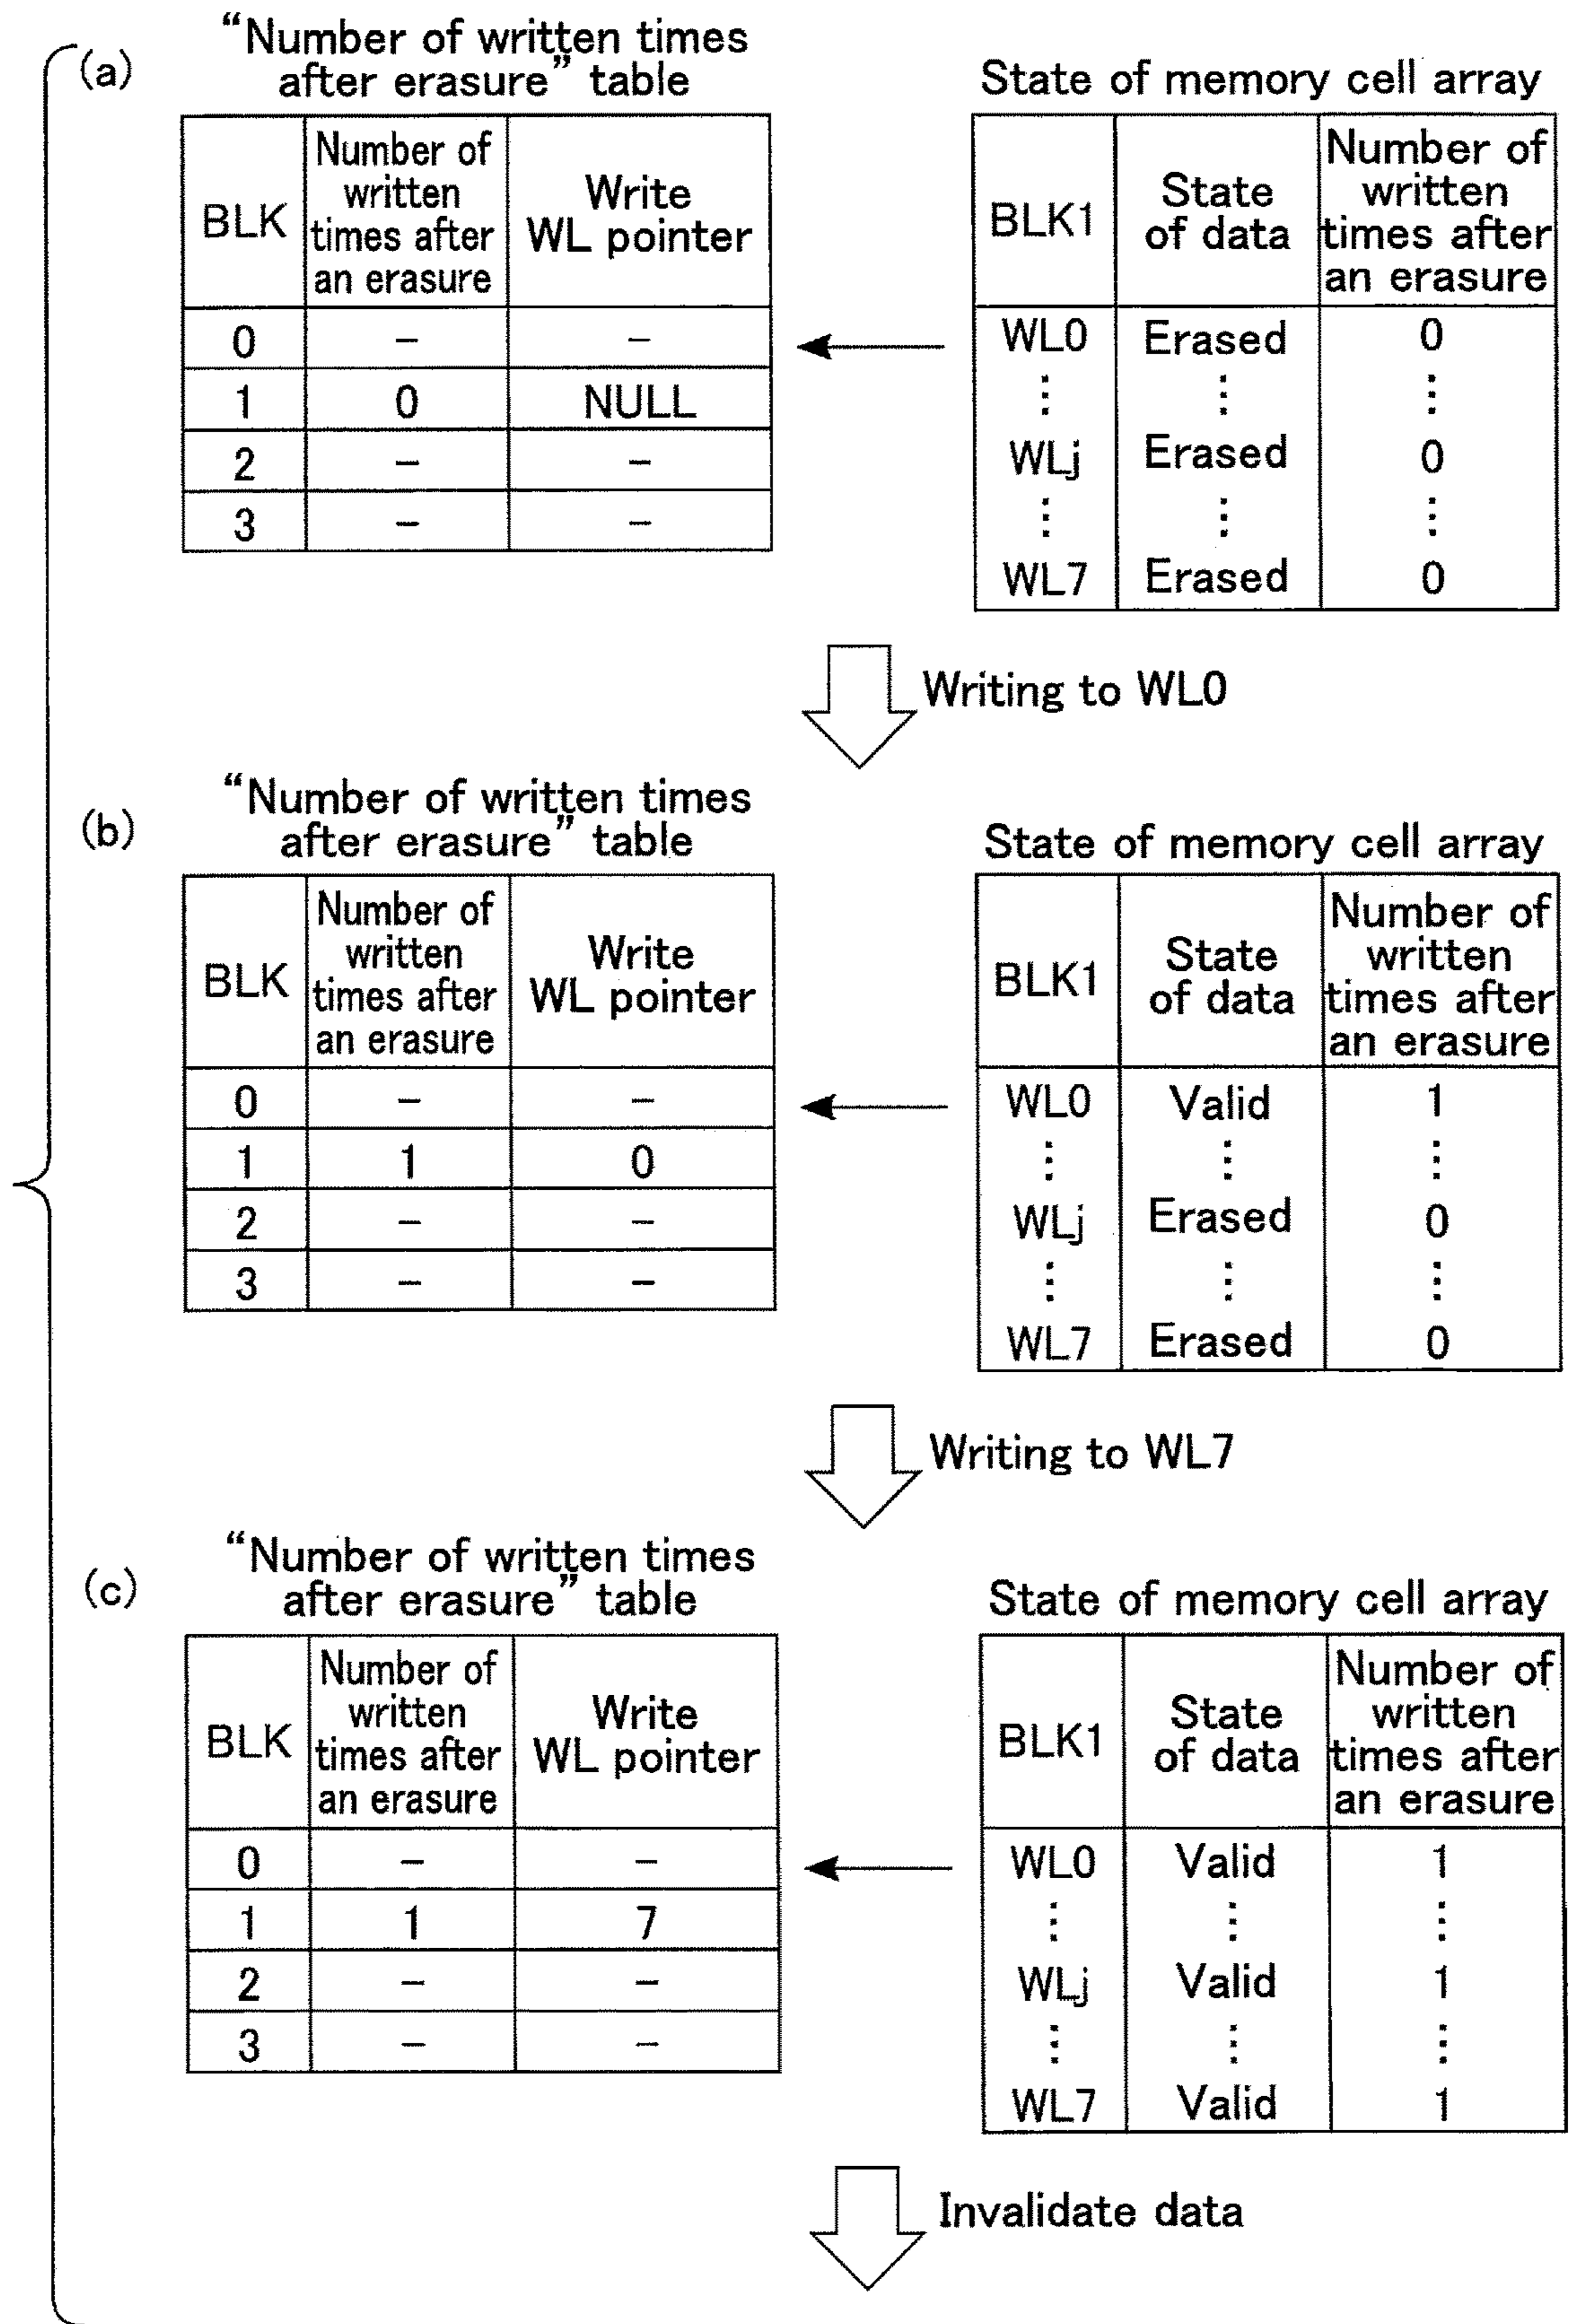 (a)
“Number of written times
after erasure” table
BLK
Number of
written
times after
an erasure
Write
WL pointer
0 – –
1 0 NULL
2 – –
3 – –
State of memory cell array
BLK1
State
of data
Number of
written
times after
an erasure
WL0 Erased 0
⋮ ⋮ ⋮
WLj Erased 0
⋮ ⋮ ⋮
WL7 Erased 0
Writing to WL0
(b)
“Number of written times
after erasure” table
BLK
Number of
written
times after
an erasure
Write
WL pointer
0 – –
1 1 0
2 – –
3 – –
State of memory cell array
BLK1
State
of data
Number of
written
times after
an erasure
WL0 Valid 1
⋮ ⋮ ⋮
WLj Erased 0
⋮ ⋮ ⋮
WL7 Erased 0
Writing to WL7
(c)
“Number of written times
after erasure” table
BLK
Number of
written
times after
an erasure
Write
WL pointer
0 – –
1 1 7
2 – –
3 – –
State of memory cell array
BLK1
State
of data
Number of
written
times after
an erasure
WL0 Valid 1
⋮ ⋮ ⋮
WLj Valid 1
⋮ ⋮ ⋮
WL7 Valid 1
Invalidate data